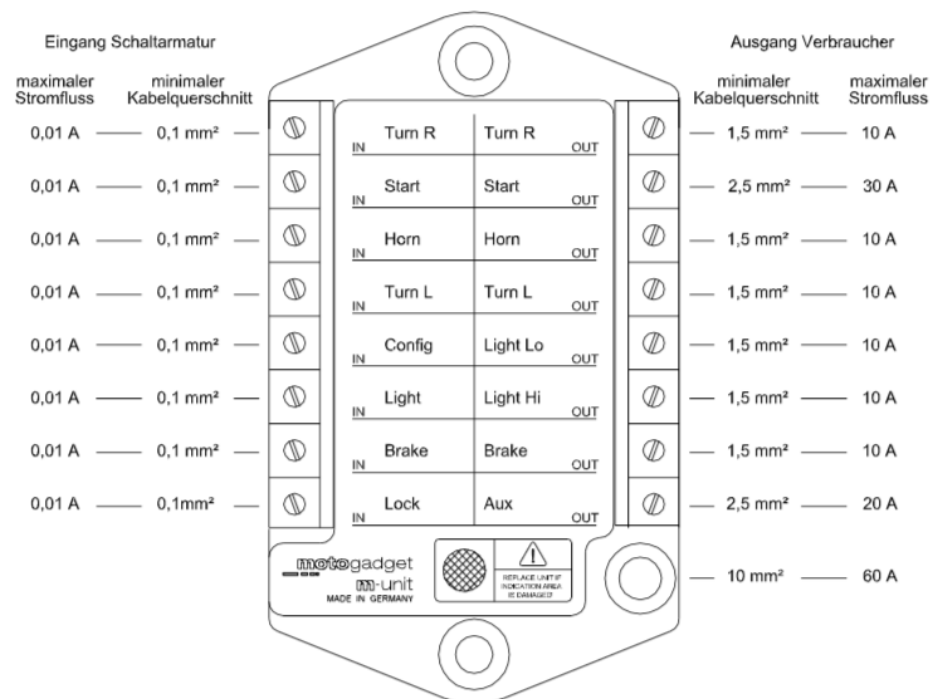 Eingang Schaltarmatur
Ausgang Verbraucher
maximaler Stromfluss
minimaler Kabelquerschnitt
minimaler Kabelquerschnitt
maximaler Stromfluss
0,01 A 0,1 mm² IN Turn R Turn R OUT 1,5 mm² 10 A
0,01 A 0,1 mm² IN Start Start OUT 2,5 mm² 30 A
0,01 A 0,1 mm² IN Horn Horn OUT 1,5 mm² 10 A
0,01 A 0,1 mm² IN Turn L Turn L OUT 1,5 mm² 10 A
0,01 A 0,1 mm² IN Config Light Lo OUT 1,5 mm² 10 A
0,01 A 0,1 mm² IN Light Light Hi OUT 1,5 mm² 10 A
0,01 A 0,1 mm² IN Brake Brake OUT 1,5 mm² 10 A
0,01 A 0,1mm² IN Lock Aux OUT 2,5 mm² 20 A
motogadget
m-unit
MADE IN GERMANY
REPLACE UNIT IF
INDICATION AREA
IS DAMAGED!
10 mm² 60 A